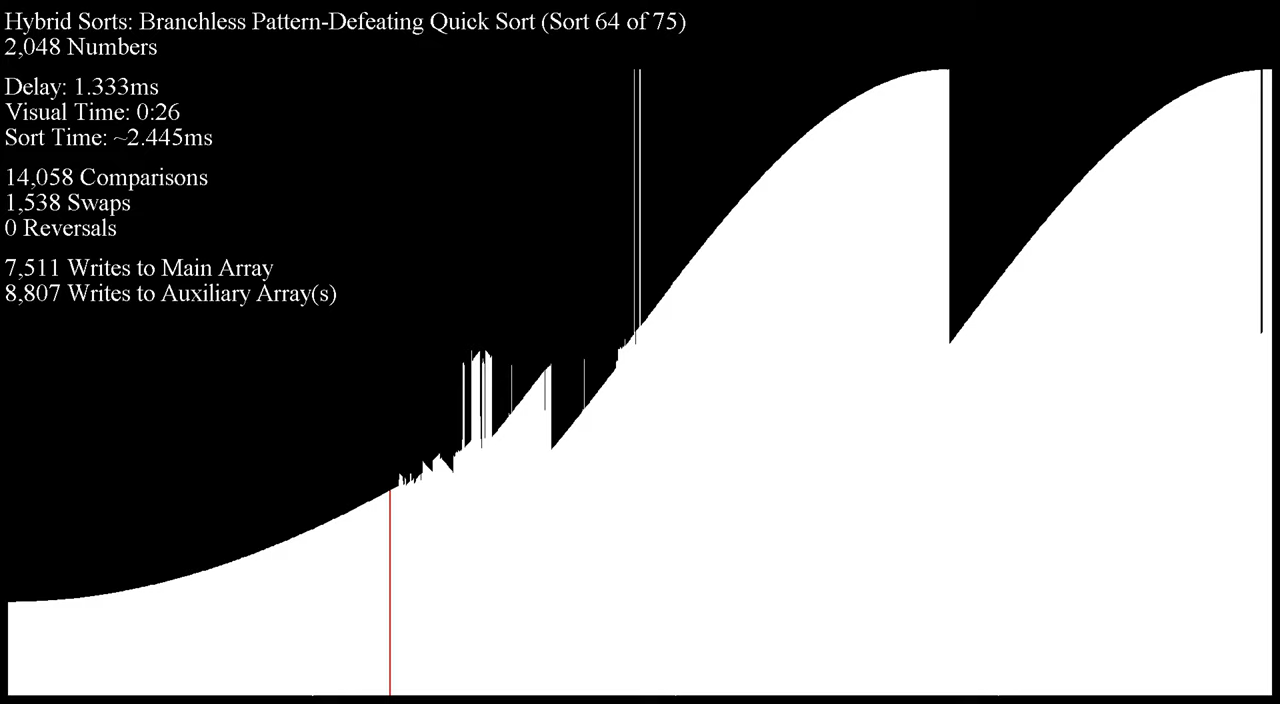 Hybrid Sorts: Branchless Pattern-Defeating Quick Sort (Sort 64 of 75)
2,048 Numbers
Delay: 1.333ms
Visual Time: 0:26
Sort Time: ~2.445ms
14,058 Comparisons
1,538 Swaps
0 Reversals
7,511 Writes to Main Array
8,807 Writes to Auxiliary Array(s)